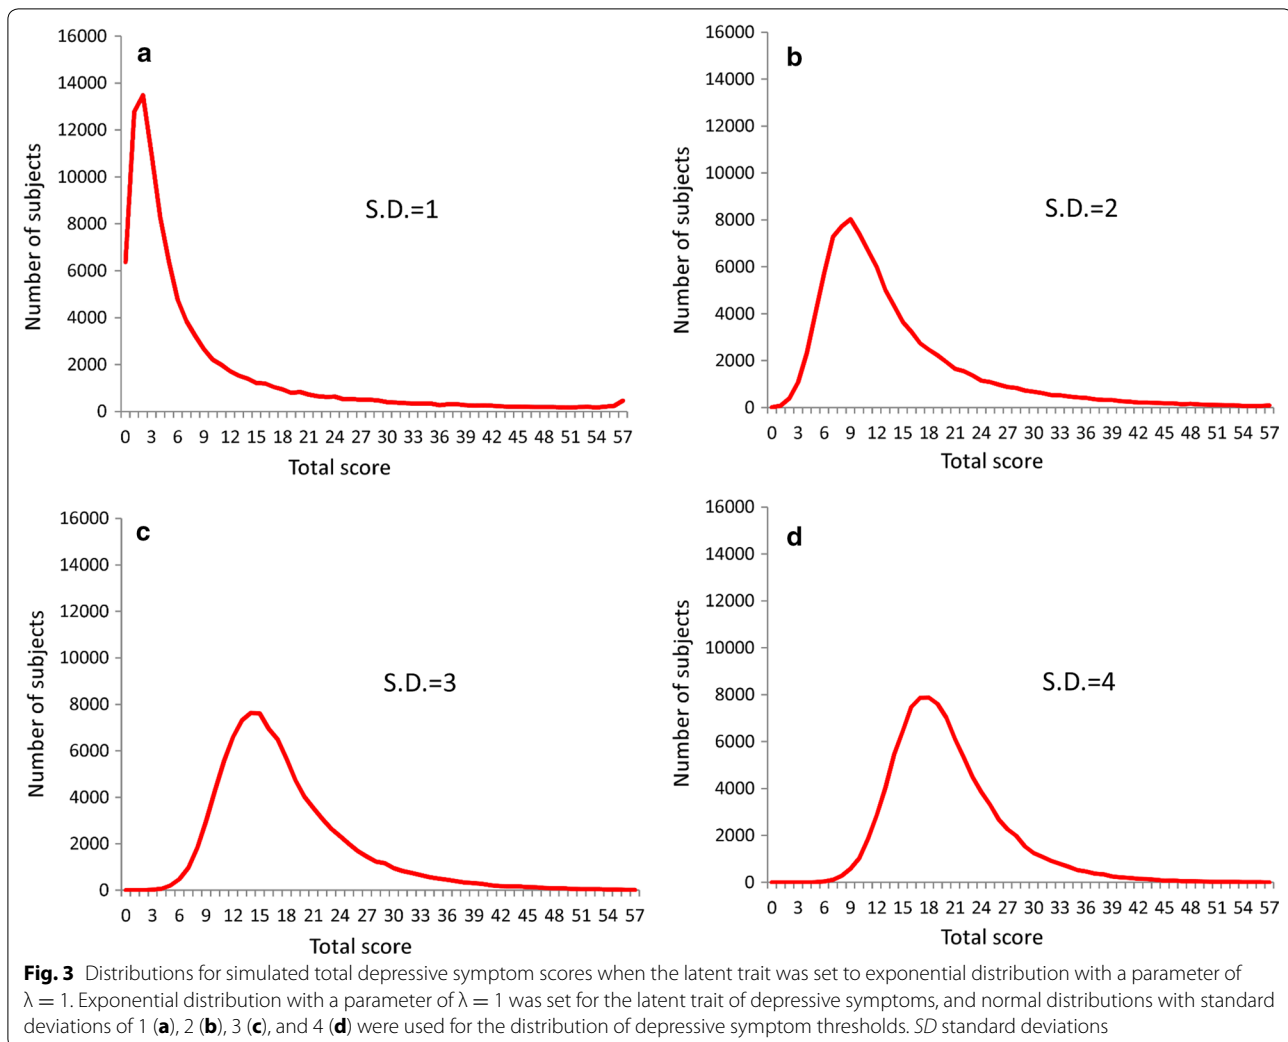 a
16000
14000
12000
10000
8000
6000
4000
2000
0
Number of subjects
S.D.=1
0 3 6 9 12 15 18 21 24 27 30 33 36 39 42 45 48 51 54 57
Total score
b
16000
14000
12000
10000
8000
6000
4000
2000
0
Number of subjects
S.D.=2
0 3 6 9 12 15 18 21 24 27 30 33 36 39 42 45 48 51 54 57
Total score
c
16000
14000
12000
10000
8000
6000
4000
2000
0
Number of subjects
S.D.=3
0 3 6 9 12 15 18 21 24 27 30 33 36 39 42 45 48 51 54 57
Total score
d
16000
14000
12000
10000
8000
6000
4000
2000
0
Number of subjects
S.D.=4
0 3 6 9 12 15 18 21 24 27 30 33 36 39 42 45 48 51 54 57
Total score
Fig. 3 Distributions for simulated total depressive symptom scores when the latent trait was set to exponential distribution with a parameter of
λ = 1. Exponential distribution with a parameter of λ = 1 was set for the latent trait of depressive symptoms, and normal distributions with standard
deviations of 1 (a), 2 (b), 3 (c), and 4 (d) were used for the distribution of depressive symptom thresholds. SD standard deviations